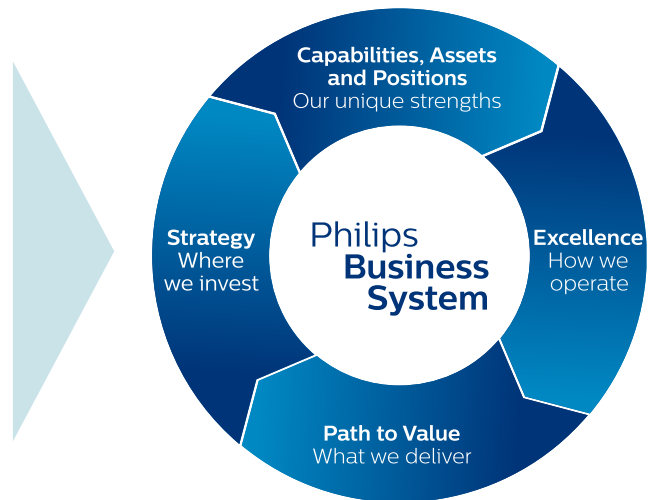 Capabilities, Assets
and Positions
Our unique strengths
Strategy
Where
we invest
Philips
Business
System
Excellence
How we
operate
Path to Value
What we deliver